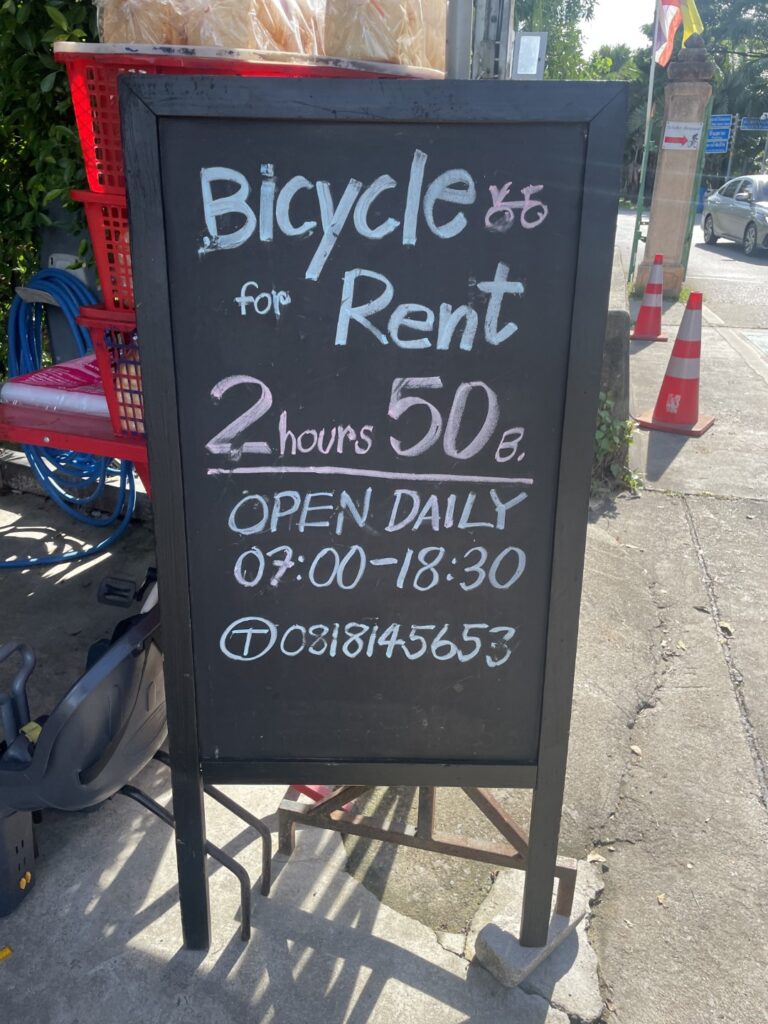 Bicycle
for Rent
2 hours 50 B.
OPEN DAILY
07:00-18:30
Ⓣ 0818145653